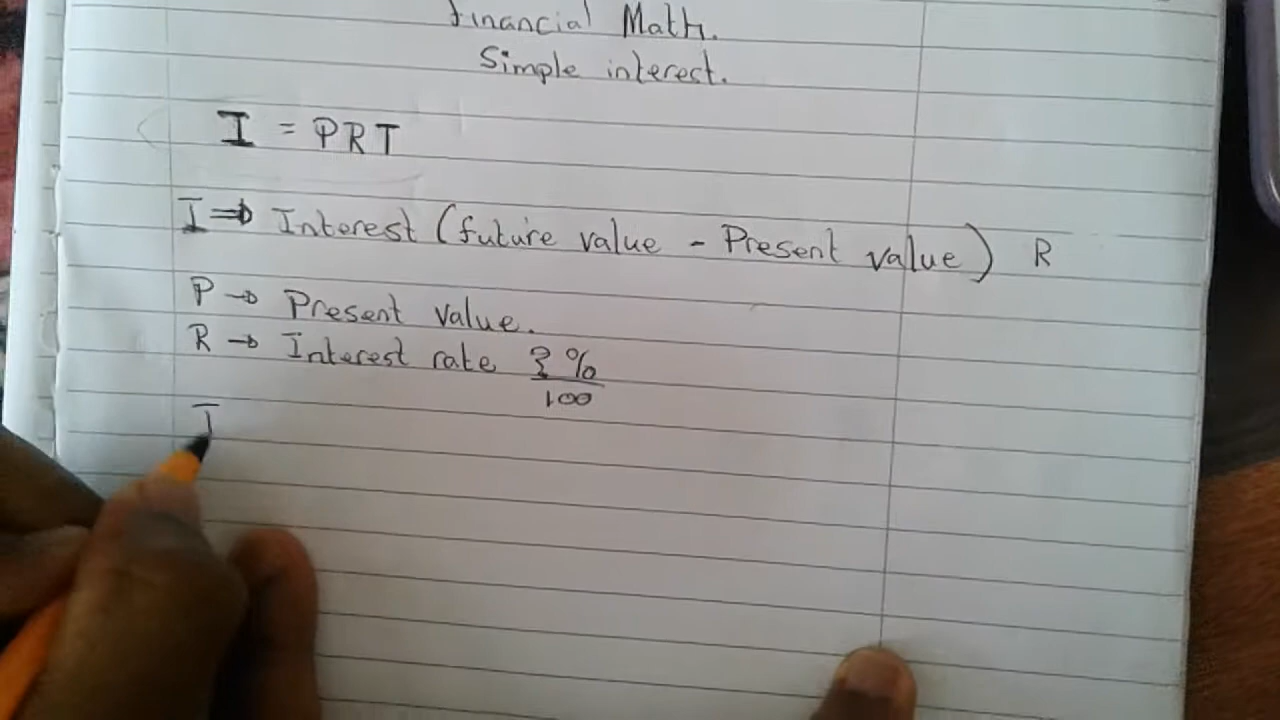 Financial Math.
Simple interest.
I = PRT
I ⇒ Interest (future value - Present value) R
P → Present value.
R → Interest rate ?%/100
T